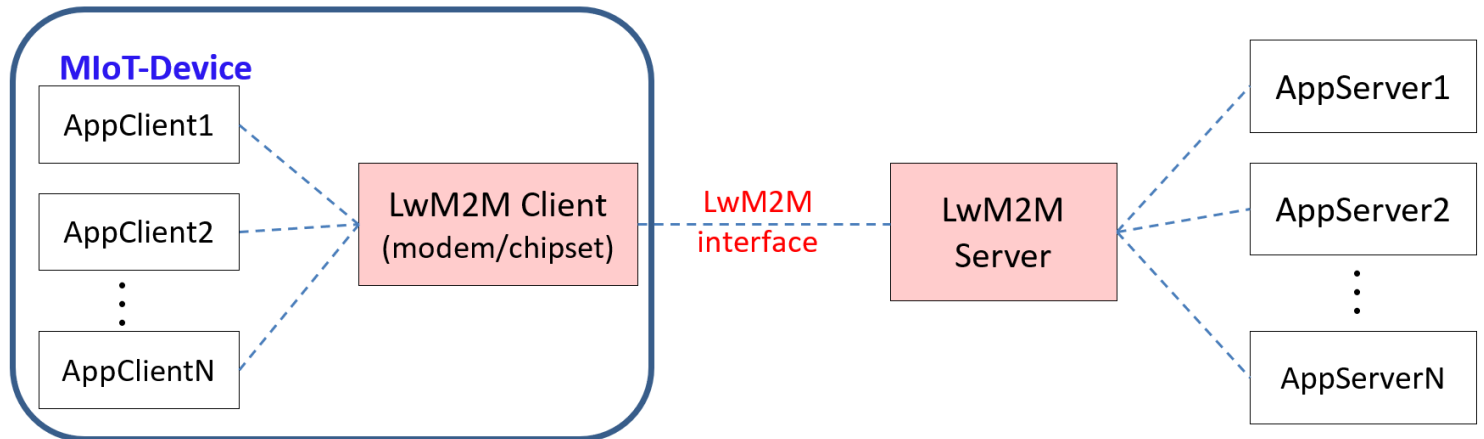 MIoT-Device
AppClient1
AppClient2
AppClientN
LwM2M Client
(modem/chipset)
LwM2M
interface
LwM2M
Server
AppServer1
AppServer2
AppServerN